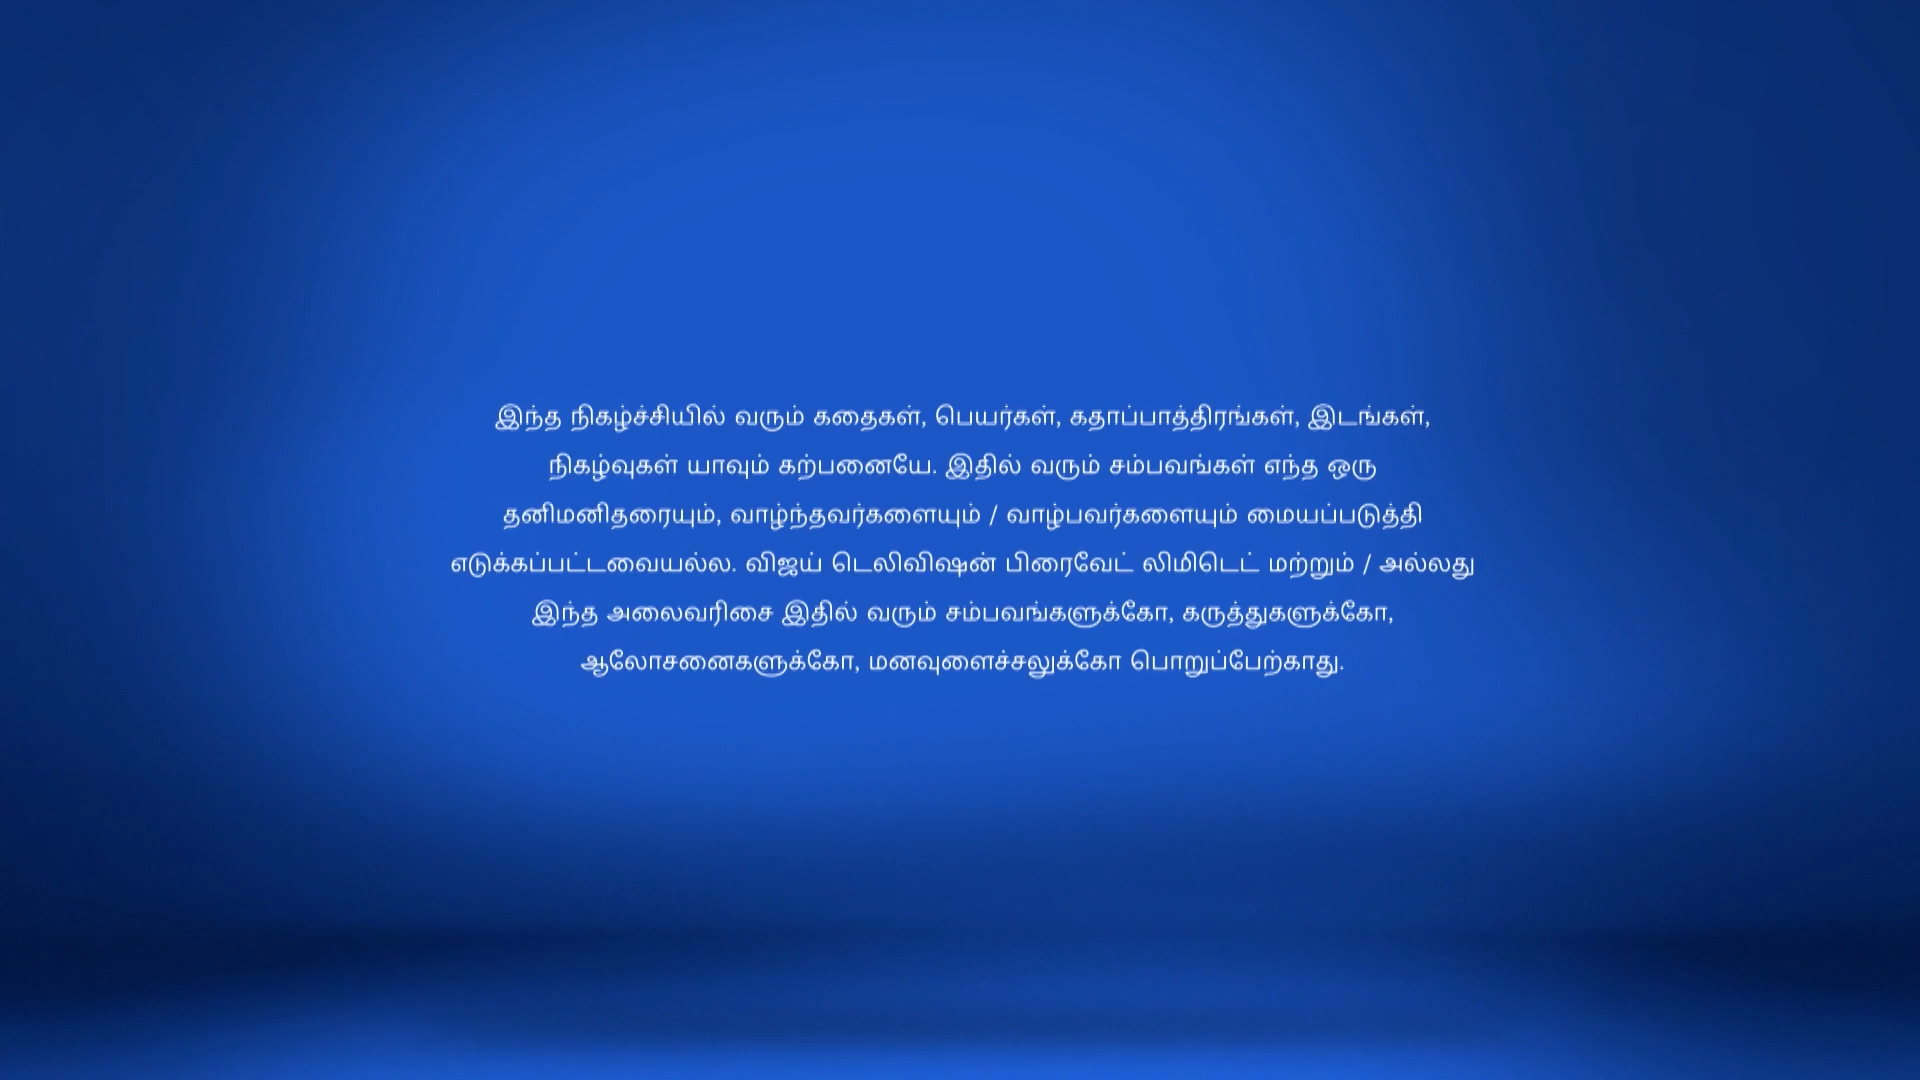 இந்த நிகழ்ச்சியில் வரும் கதைகள், பெயர்கள், கதாப்பாத்திரங்கள், இடங்கள்,
நிகழ்வுகள் யாவும் கற்பனையே. இதில் வரும் சம்பவங்கள் எந்த ஒரு
தனிமனிதரையும், வாழ்ந்தவர்களையும் / வாழ்பவர்களையும் மையப்படுத்தி
எடுக்கப்பட்டவையல்ல. விஜய் டெலிவிஷன் பிரைவேட் லிமிடெட் மற்றும் / அல்லது
இந்த அலைவரிசை இதில் வரும் சம்பவங்களுக்கோ, கருத்துகளுக்கோ,
ஆலோசனைகளுக்கோ, மனவுளைச்சலுக்கோ பொறுப்பேற்காது.